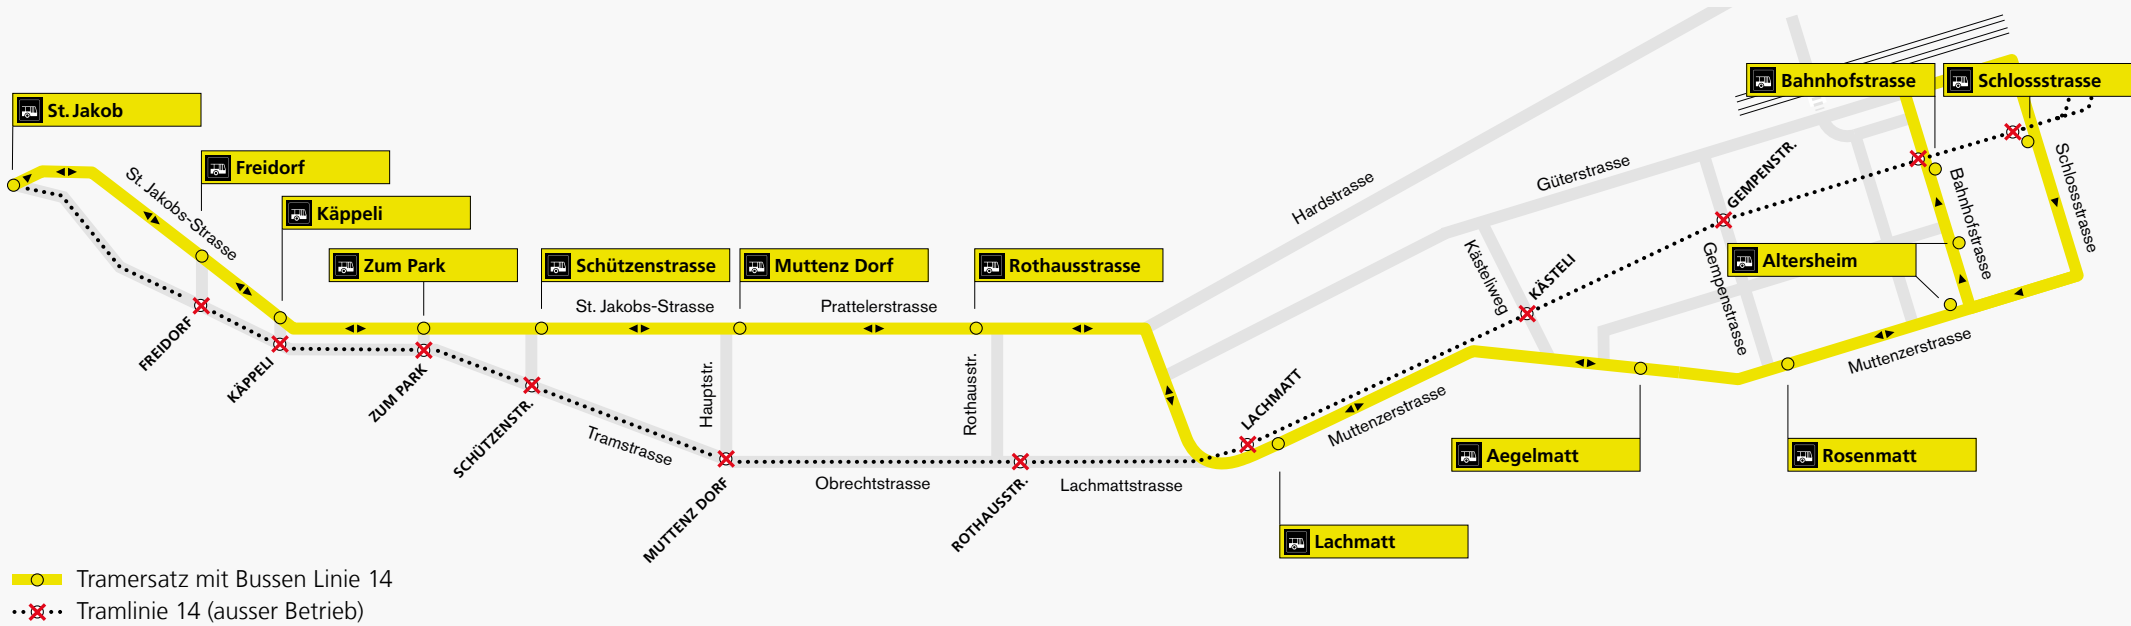 St. Jakob
Freidorf
Käppeli
Zum Park
Schützenstrasse
Muttenz Dorf
Rothausstrasse
Bahnhofstrasse
Schlossstrasse
Altersheim
Aegelmatt
Rosenmatt
Lachmatt
St. Jakobs-Strasse
St. Jakobs-Strasse
Prattelerstrasse
Hardstrasse
Güterstrasse
Kästeliweg
Gempenstrasse
Bahnhofstrasse
Schlossstrasse
Muttenzerstrasse
Muttenzerstrasse
Hauptstr.
Rothausstr.
Tramstrasse
Obrechtstrasse
Lachmattstrasse
FREIDORF
KÄPPELI
ZUM PARK
SCHÜTZENSTR.
MUTTENZ DORF
ROTHAUSSTR.
LACHMATT
KÄSTELI
GEMPENSTR.
Tramersatz mit Bussen Linie 14
Tramlinie 14 (ausser Betrieb)